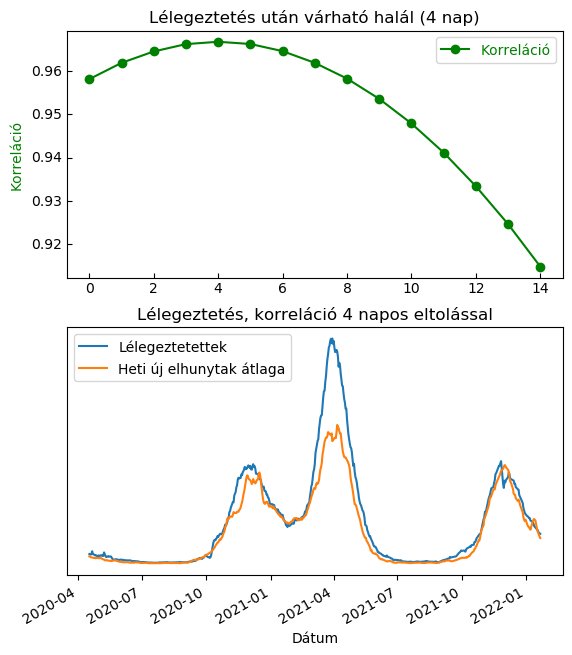 Lélegeztetés után várható halál (4 nap)
Korreláció
Korreláció
0.96
0.95
0.94
0.93
0.92
0 2 4 6 8 10 12 14
Lélegeztetés, korreláció 4 napos eltolással
Lélegeztetettek
Heti új elhunytak átlaga
2020-04 2020-07 2020-10 2021-01 2021-04 2021-07 2021-10 2022-01
Dátum